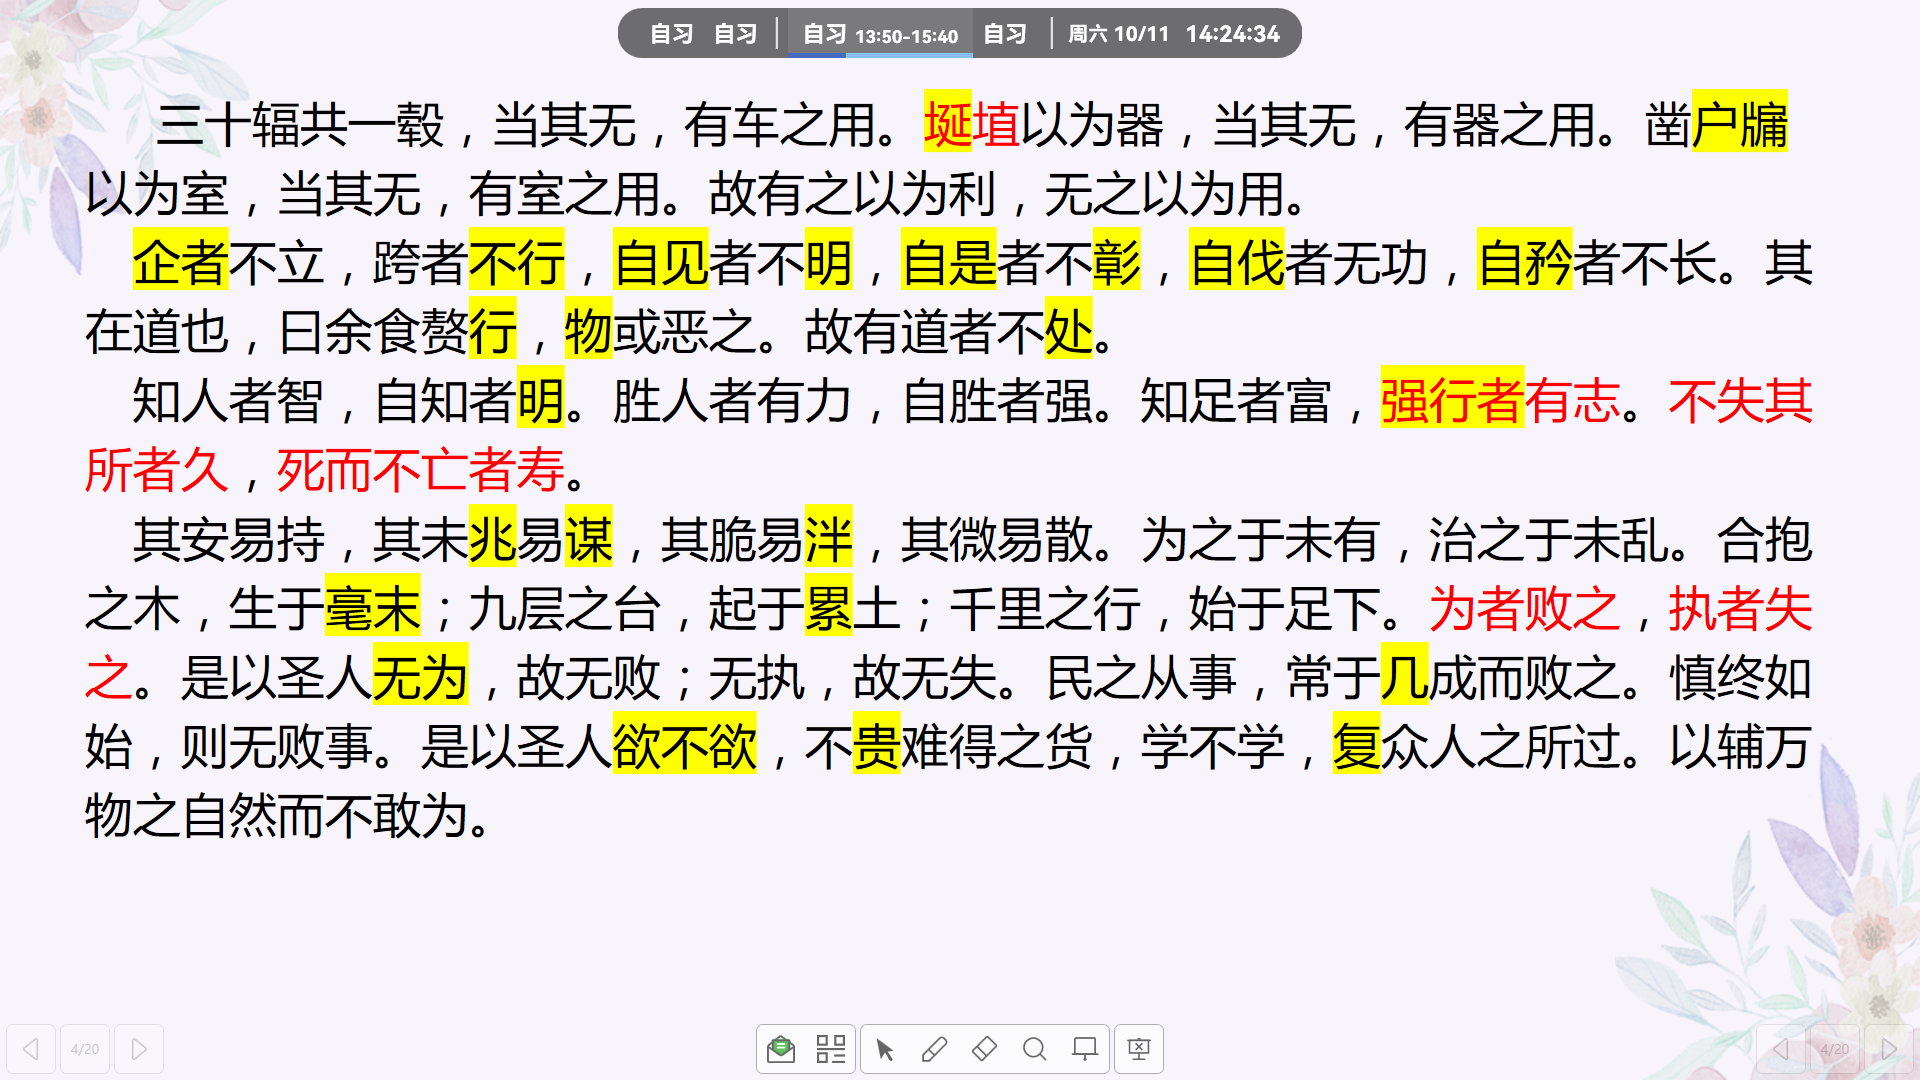 自习 自习 自习 13:50-15:40 自习 周六 10/11 14:24:34
三十辐共一毂，当其无，有车之用。埏埴以为器，当其无，有器之用。凿户牖
以为室，当其无，有室之用。故有之以为利，无之以为用。
企者不立，跨者不行，自见者不明，自是者不彰，自伐者无功，自矜者不长。其
在道也，曰余食赘行，物或恶之。故有道者不处。
知人者智，自知者明。胜人者有力，自胜者强。知足者富，强行者有志。不失其
所者久，死而不亡者寿。
其安易持，其未兆易谋，其脆易泮，其微易散。为之于未有，治之于未乱。合抱
之木，生于毫末；九层之台，起于累土；千里之行，始于足下。为者败之，执者失
之。是以圣人无为，故无败；无执，故无失。民之从事，常于几成而败之。慎终如
始，则无败事。是以圣人欲不欲，不贵难得之货，学不学，复众人之所过。以辅万
物之自然而不敢为。
4/20
4/20